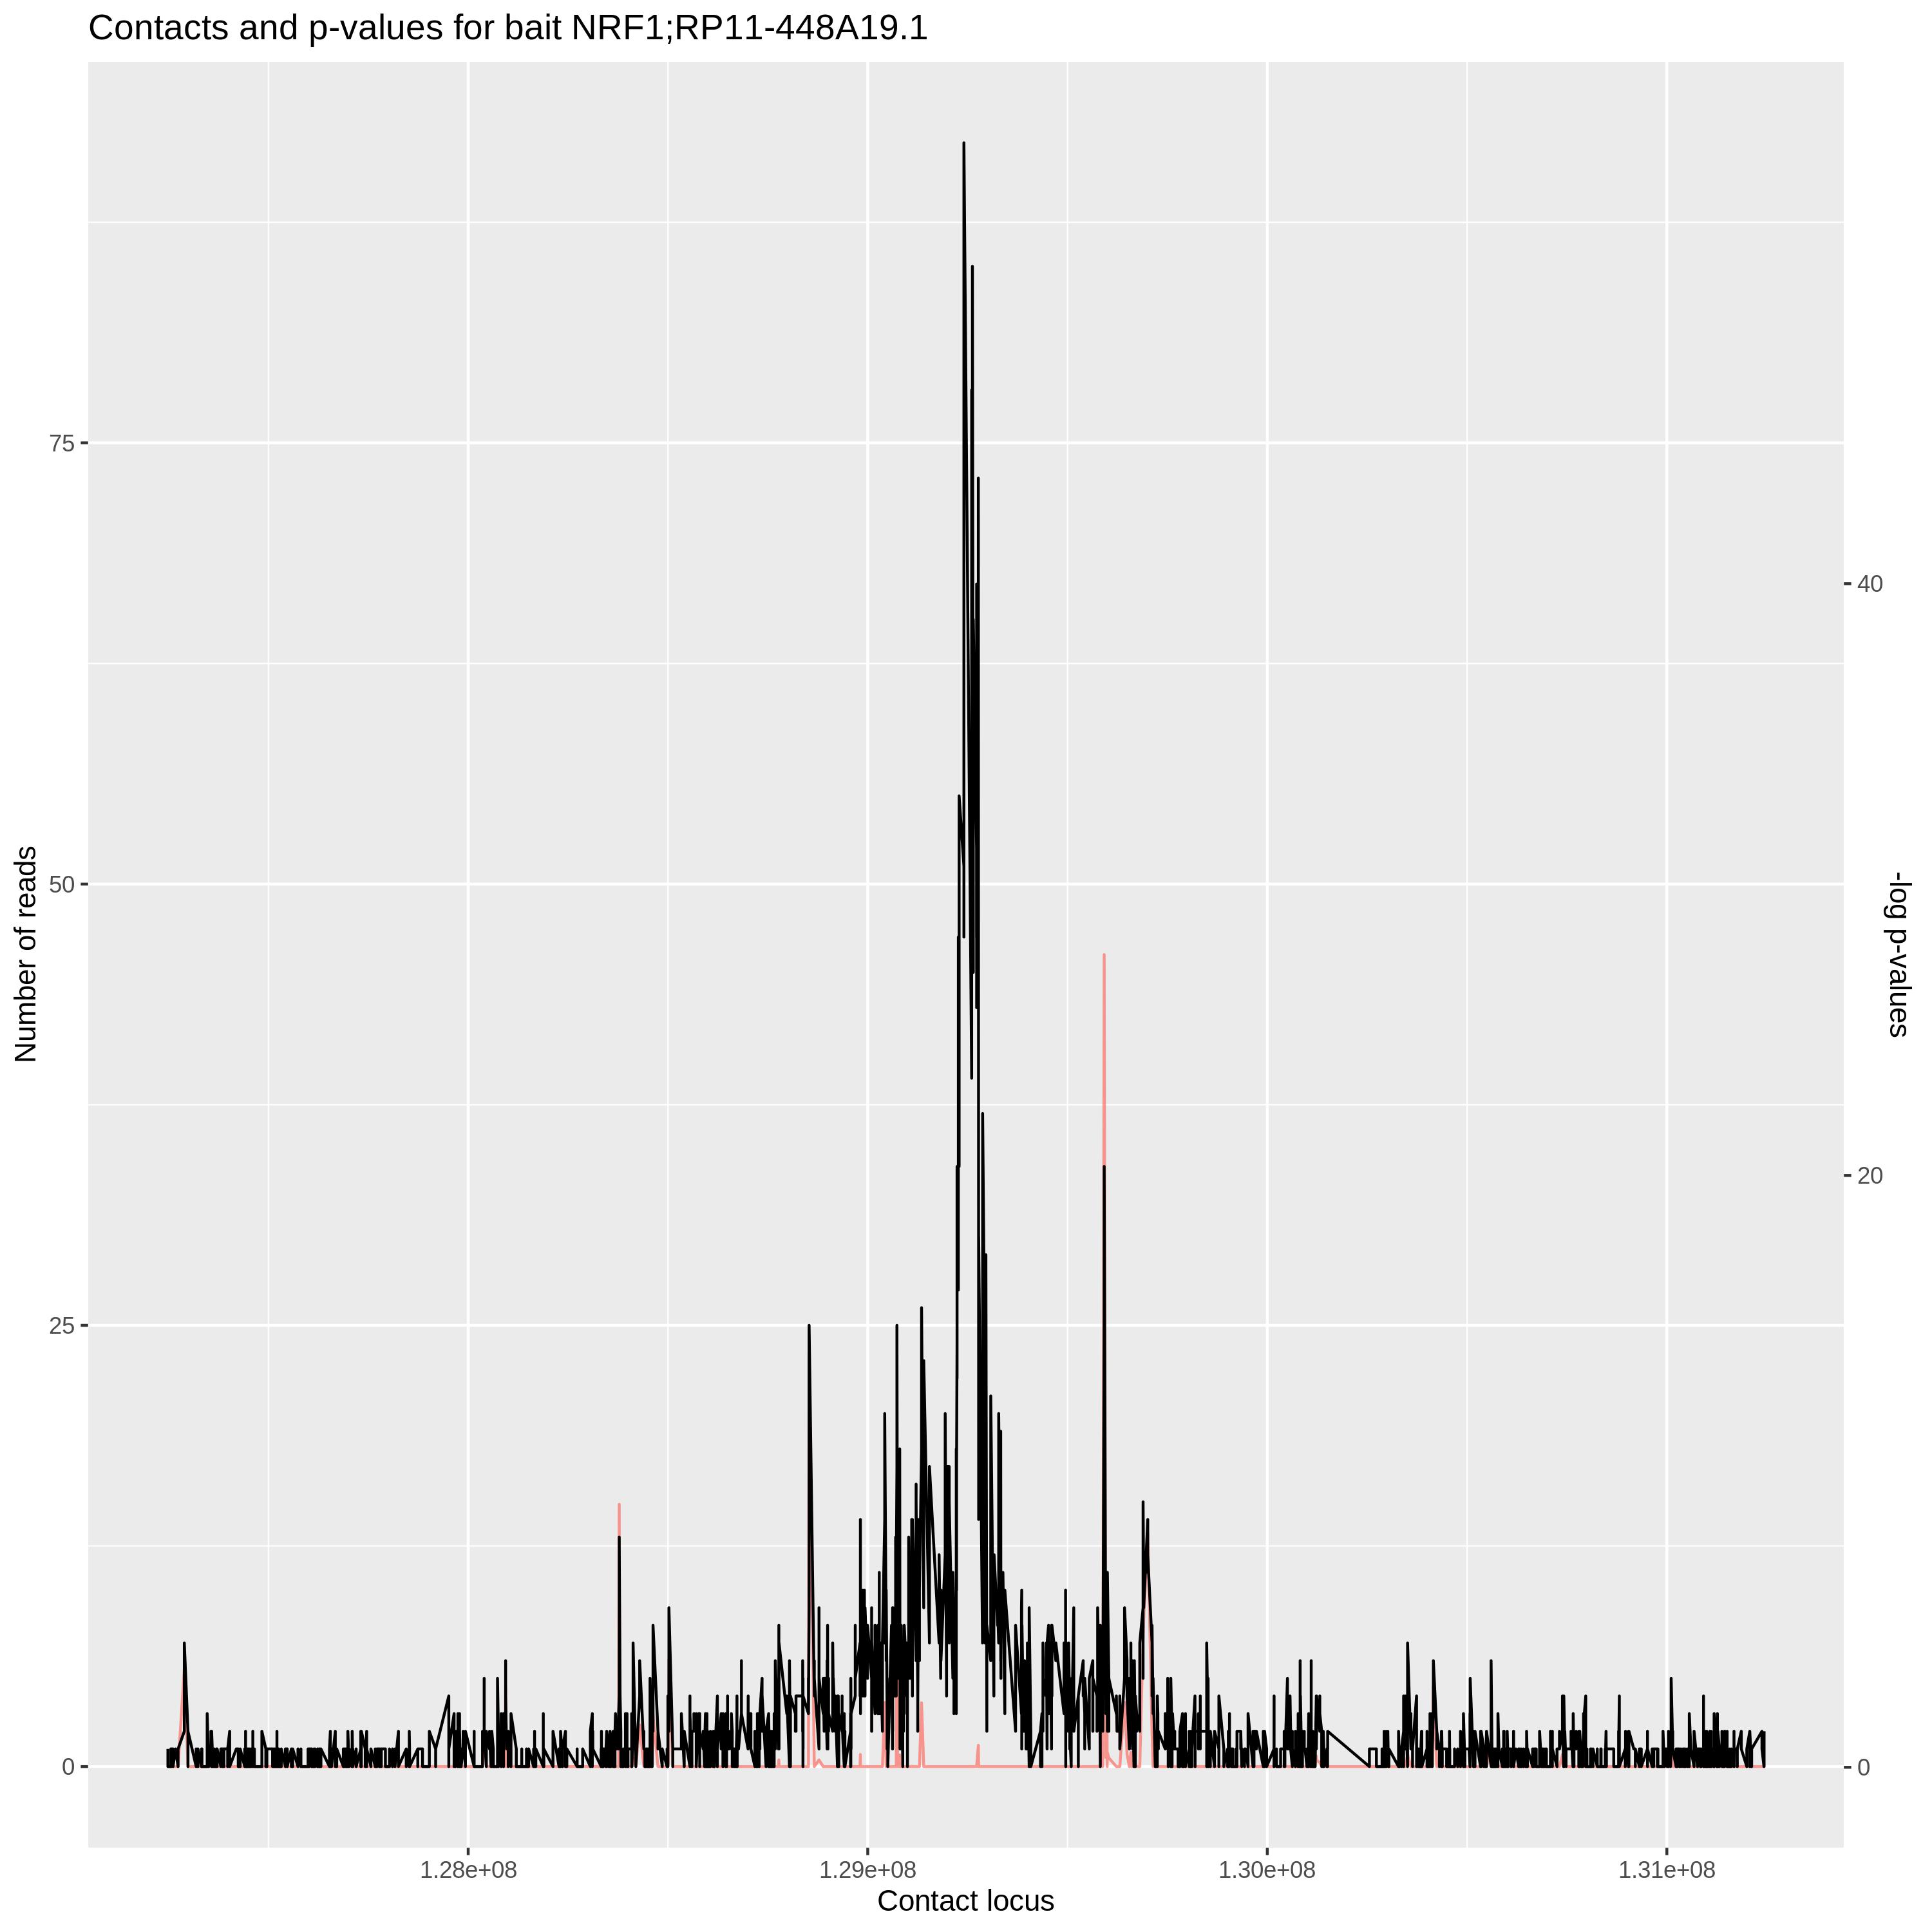 Contacts and p-values for bait NRF1;RP11-448A19.1
Number of reads
75
50
25
0
40
20
0
-log p-values
1.28e+08
1.29e+08
1.30e+08
1.31e+08
Contact locus